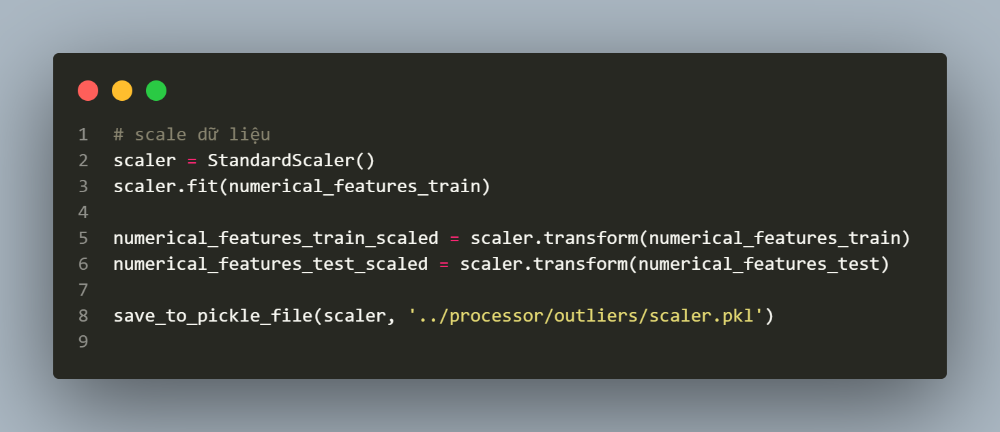 1 # scale dữ liệu
2 scaler = StandardScaler()
3 scaler.fit(numerical_features_train)
4
5 numerical_features_train_scaled = scaler.transform(numerical_features_train)
6 numerical_features_test_scaled = scaler.transform(numerical_features_test)
7
8 save_to_pickle_file(scaler, '../processor/outliers/scaler.pkl')
9